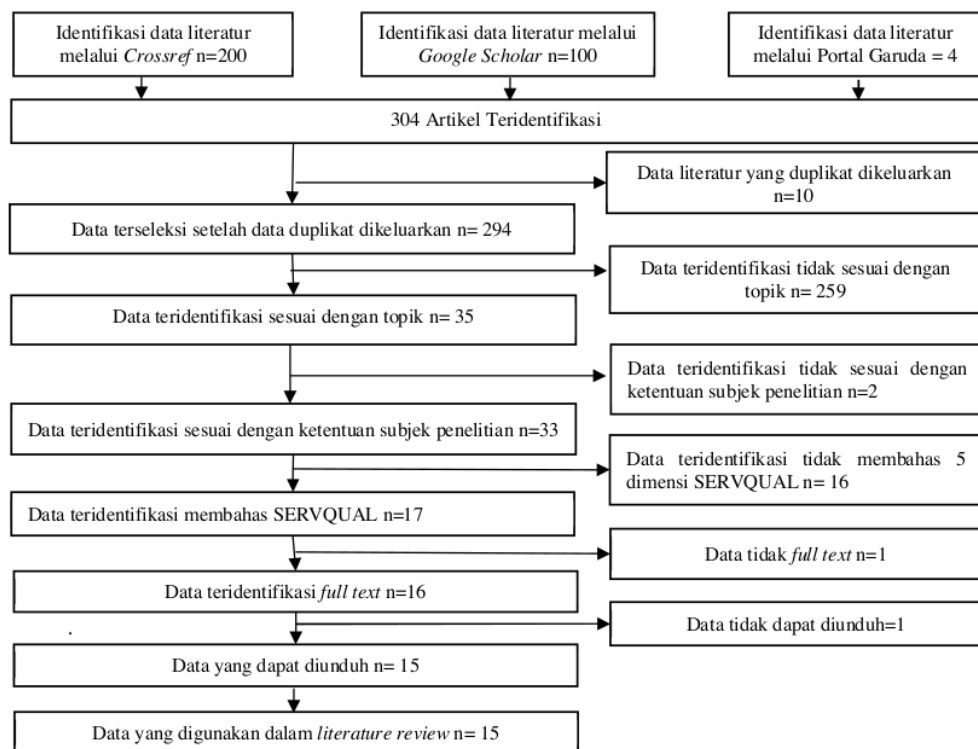 Identifikasi data literatur
melalui Crossref n=200
Identifikasi data literatur melalui
Google Scholar n=100
Identifikasi data literatur
melalui Portal Garuda = 4
304 Artikel Teridentifikasi
Data literatur yang duplikat dikeluarkan
n=10
Data terseleksi setelah data duplikat dikeluarkan n= 294
Data teridentifikasi tidak sesuai dengan
topik n= 259
Data teridentifikasi sesuai dengan topik n= 35
Data teridentifikasi tidak sesuai dengan
ketentuan subjek penelitian n=2
Data teridentifikasi sesuai dengan ketentuan subjek penelitian n=33
Data teridentifikasi tidak membahas 5
dimensi SERVQUAL n= 16
Data teridentifikasi membahas SERVQUAL n=17
Data tidak full text n=1
Data teridentifikasi full text n=16
Data tidak dapat diunduh=1
Data yang dapat diunduh n= 15
Data yang digunakan dalam literature review n= 15